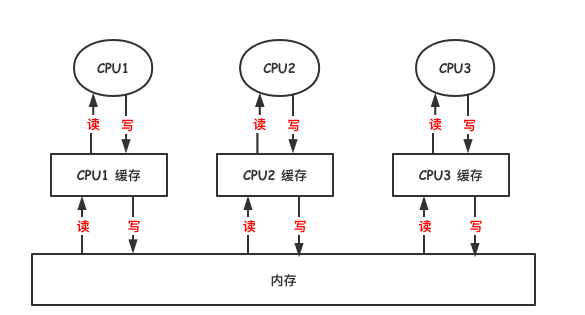 CPU1 CPU2 CPU3
读 写 读 写 读 写
CPU1 缓存 CPU2 缓存 CPU3 缓存
读 写 读 写 读 写
内存